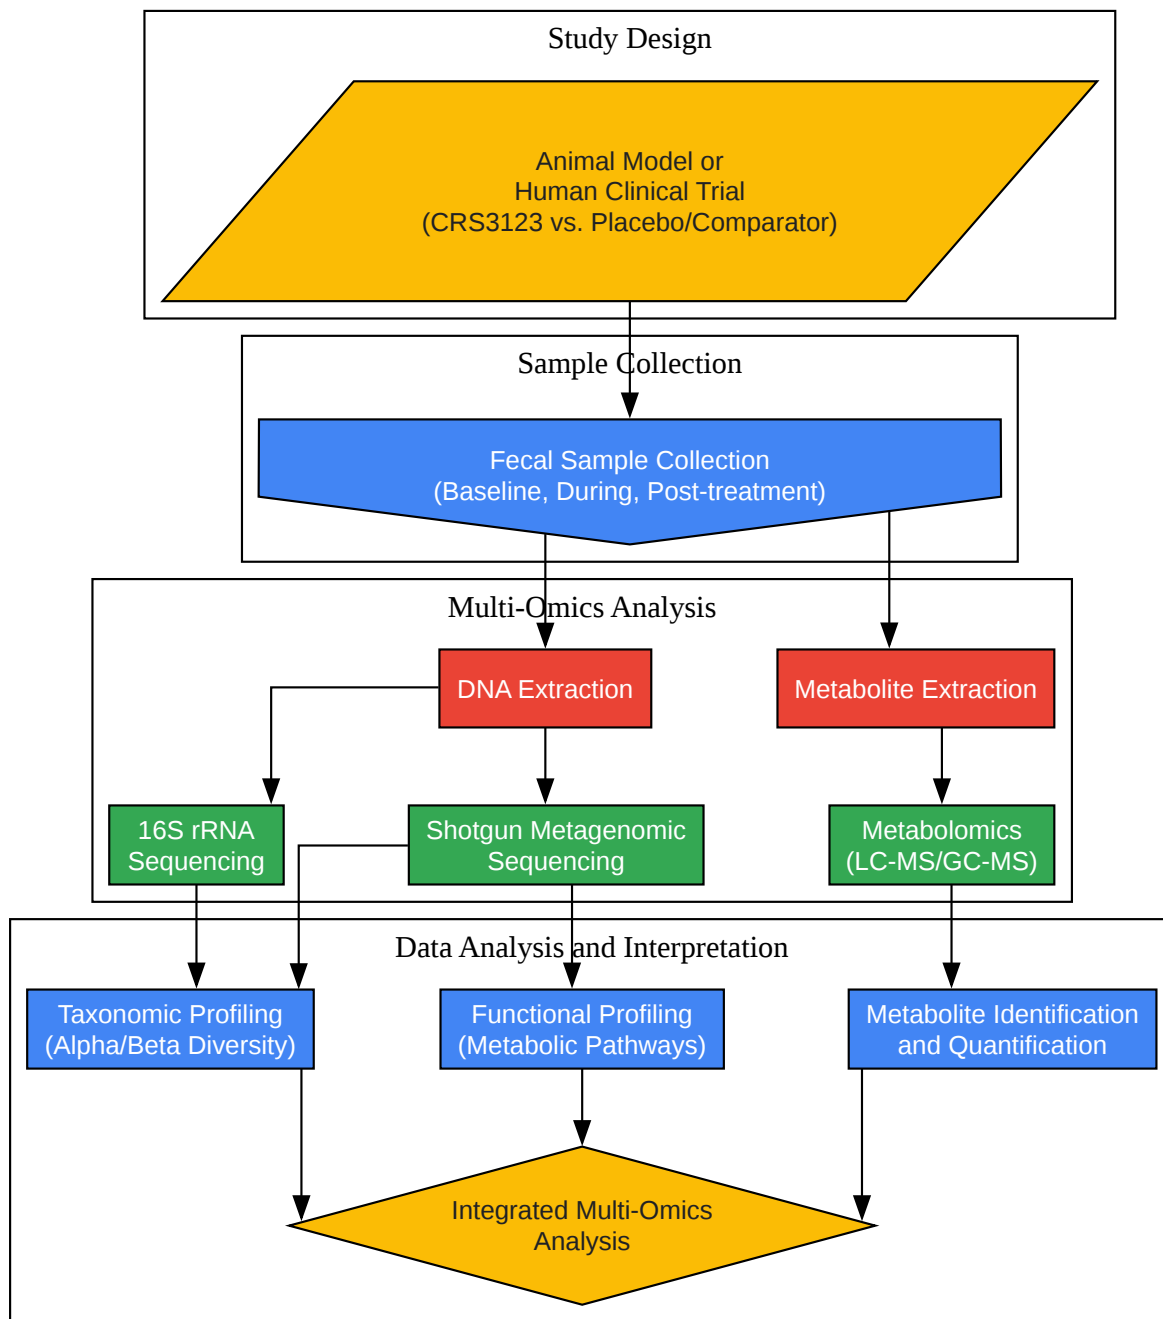 Study Design
Animal Model or
Human Clinical Trial
(CRS3123 vs. Placebo/Comparator)
Sample Collection
Fecal Sample Collection
(Baseline, During, Post-treatment)
Multi-Omics Analysis
DNA Extraction
Metabolite Extraction
16S rRNA
Sequencing
Shotgun Metagenomic
Sequencing
Metabolomics
(LC-MS/GC-MS)
Data Analysis and Interpretation
Taxonomic Profiling
(Alpha/Beta Diversity)
Functional Profiling
(Metabolic Pathways)
Metabolite Identification
and Quantification
Integrated Multi-Omics
Analysis